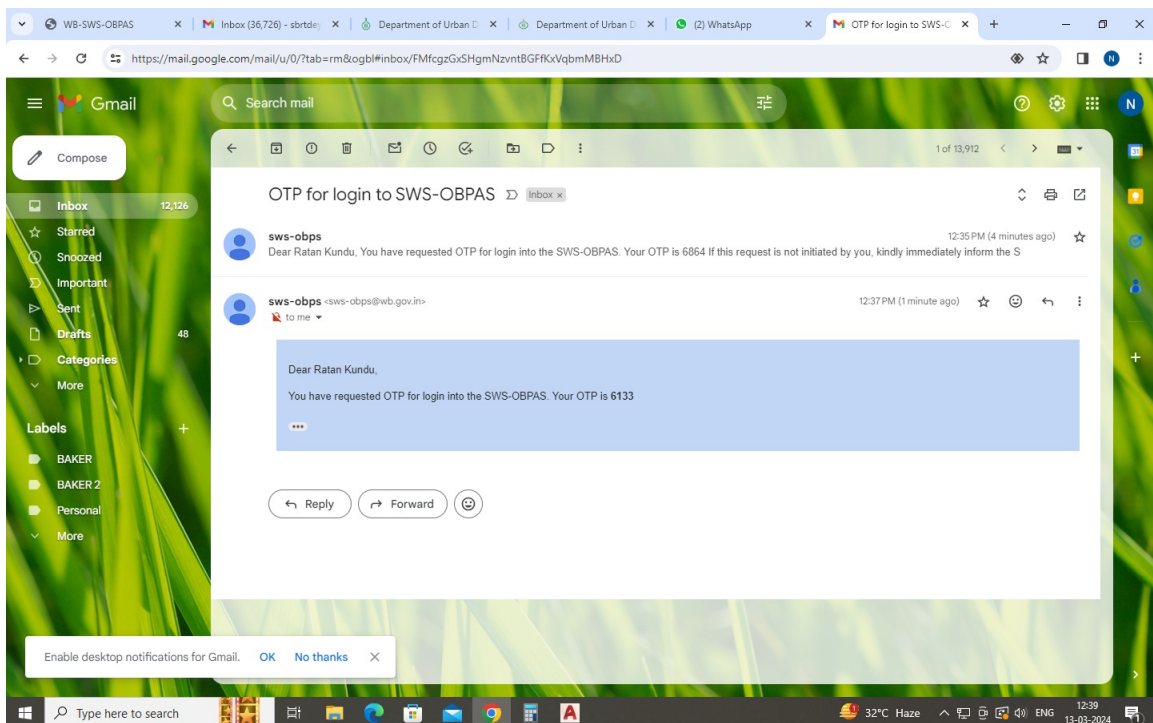 WB-SWS-OBPAS
Inbox (36,726) - sbrtdey
Department of Urban D
Department of Urban D
(2) WhatsApp
OTP for login to SWS-O
https://mail.google.com/mail/u/0/?tab=rm&ogbl#inbox/FMfcgzGxSHgmNzvntBGFfKxVqbmMBHxD
N
Gmail
Search mail
N
Compose
1 of 13,912
31
OTP for login to SWS-OBPAS Inbox x
Inbox 12,126
Starred
Snoozed
Important
Sent
Drafts 48
Categories
More
Labels
BAKER
BAKER 2
Personal
More
sws-obps 12:35 PM (4 minutes ago)
Dear Ratan Kundu, You have requested OTP for login into the SWS-OBPAS. Your OTP is 6864 If this request is not initiated by you, kindly immediately inform the S
sws-obps <sws-obps@wb.gov.in> 12:37 PM (1 minute ago)
to me
Dear Ratan Kundu,
You have requested OTP for login into the SWS-OBPAS. Your OTP is 6133
Reply Forward
Enable desktop notifications for Gmail. OK No thanks
Type here to search
A
32°C Haze
ENG
12:39
13-03-2024